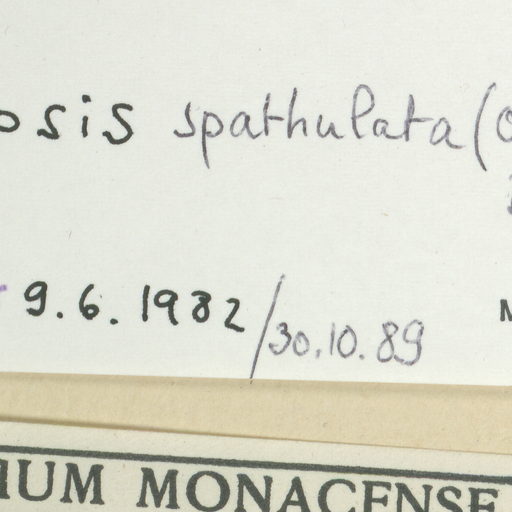 osis spathulata (
9.6.1982/30.10.89
IUM MONACENSE